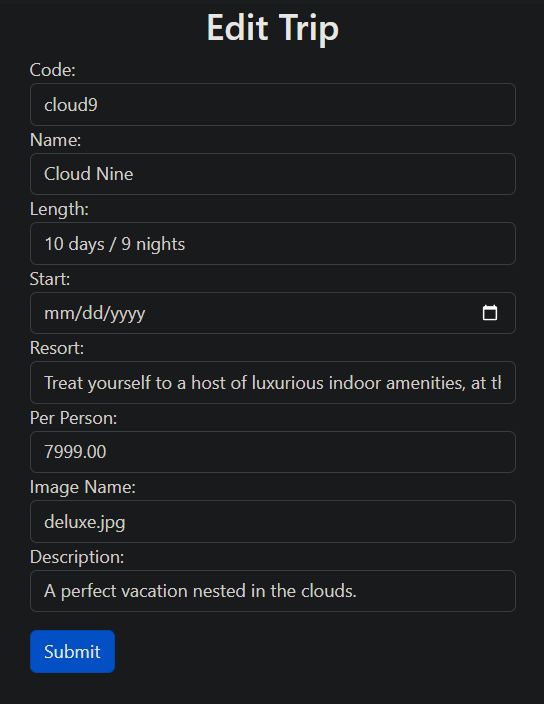 Edit Trip
Code:
cloud9
Name:
Cloud Nine
Length:
10 days / 9 nights
Start:
mm/dd/yyyy
Resort:
Treat yourself to a host of luxurious indoor amenities, at
Per Person:
7999.00
Image Name:
deluxe.jpg
Description:
A perfect vacation nested in the clouds.
Submit